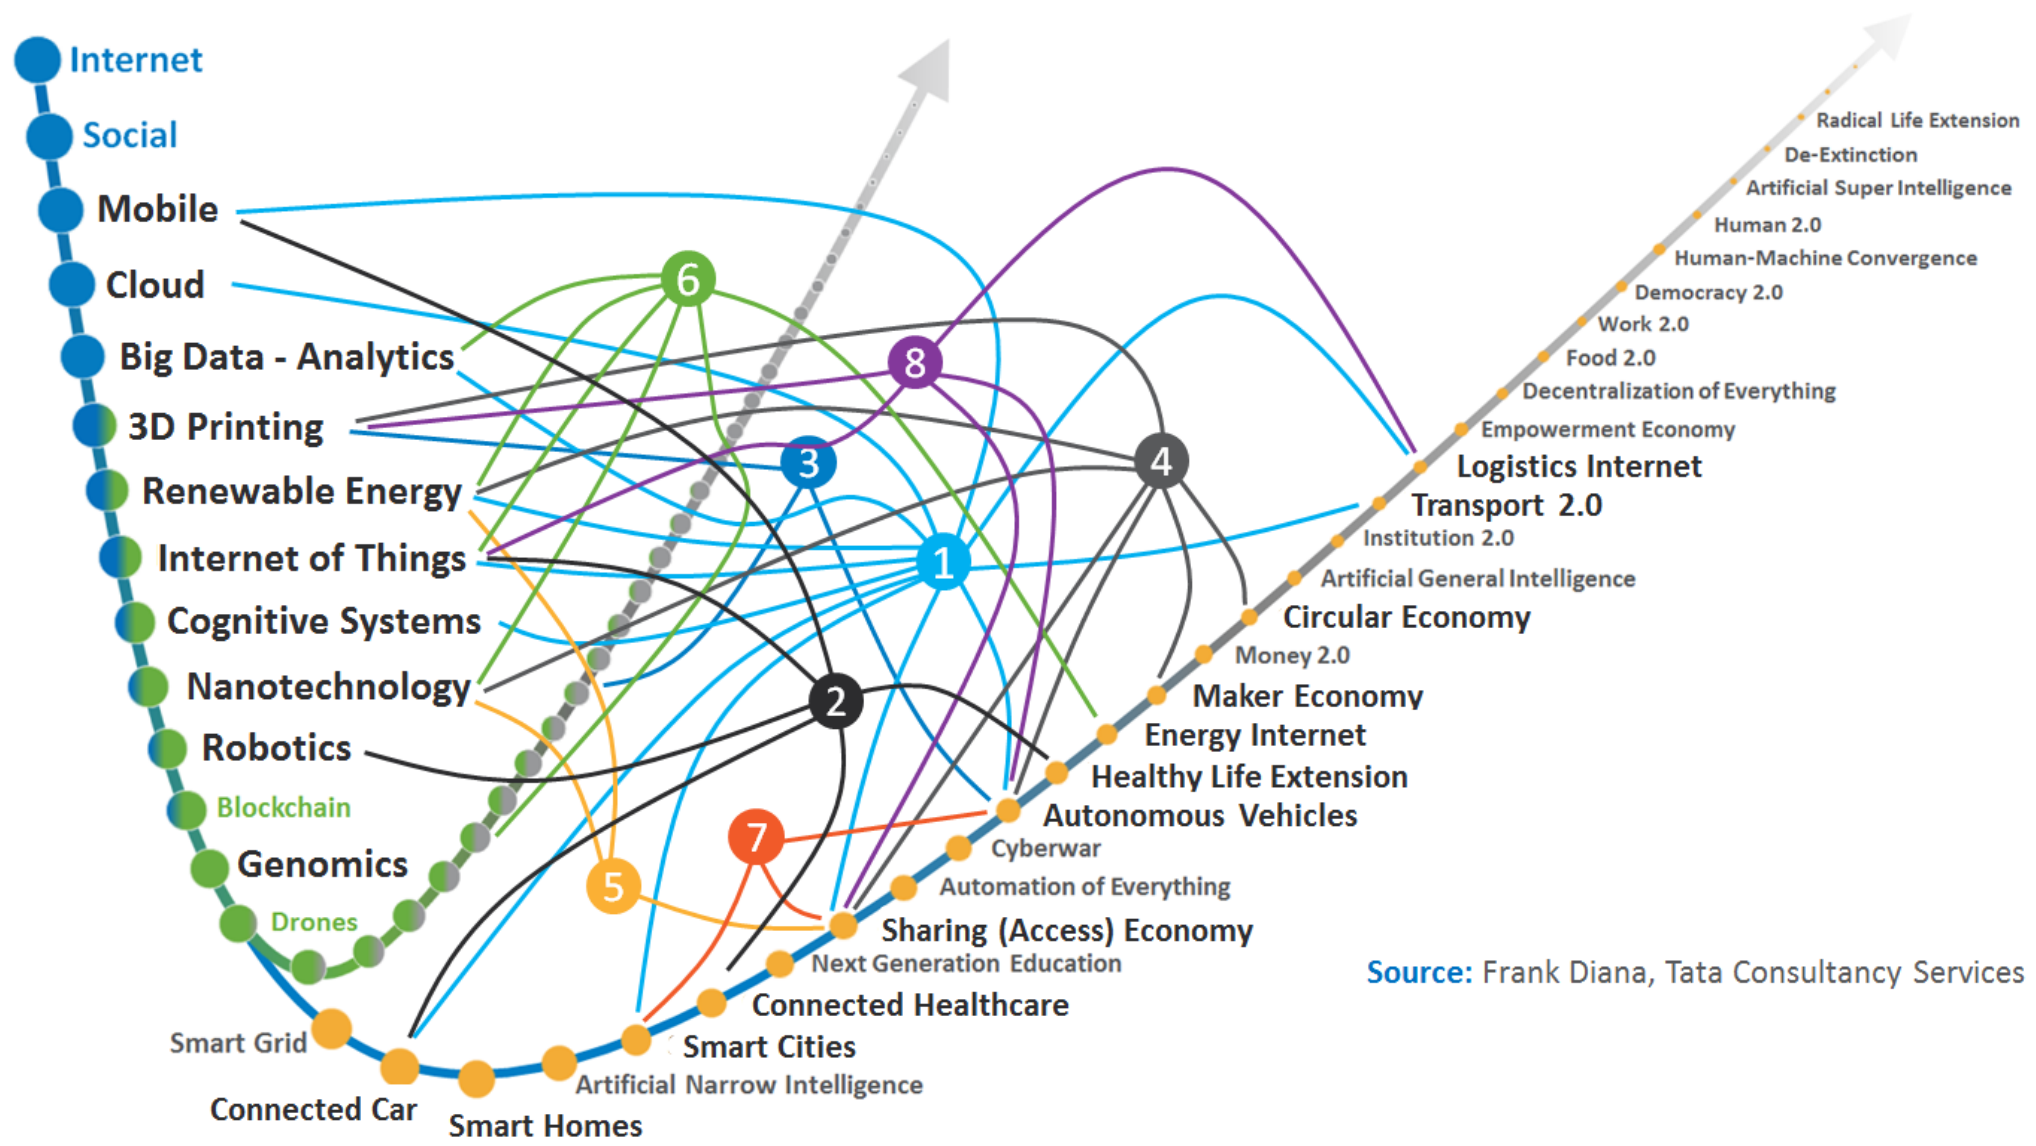 Internet
Social
Mobile
Cloud
Big Data - Analytics
3D Printing
Renewable Energy
Internet of Things
Cognitive Systems
Nanotechnology
Robotics
Blockchain
Genomics
Drones
Smart Grid
Connected Car
Smart Homes
Artificial Narrow Intelligence
Smart Cities
Connected Healthcare
Next Generation Education
Sharing (Access) Economy
Automation of Everything
Cyberwar
Autonomous Vehicles
Healthy Life Extension
Energy Internet
Maker Economy
Money 2.0
Circular Economy
Artificial General Intelligence
Institution 2.0
Transport 2.0
Logistics Internet
Empowerment Economy
Decentralization of Everything
Food 2.0
Work 2.0
Democracy 2.0
Human-Machine Convergence
Human 2.0
Artificial Super Intelligence
De-Extinction
Radical Life Extension
6
8
3
4
1
2
7
5
Source: Frank Diana, Tata Consultancy Services